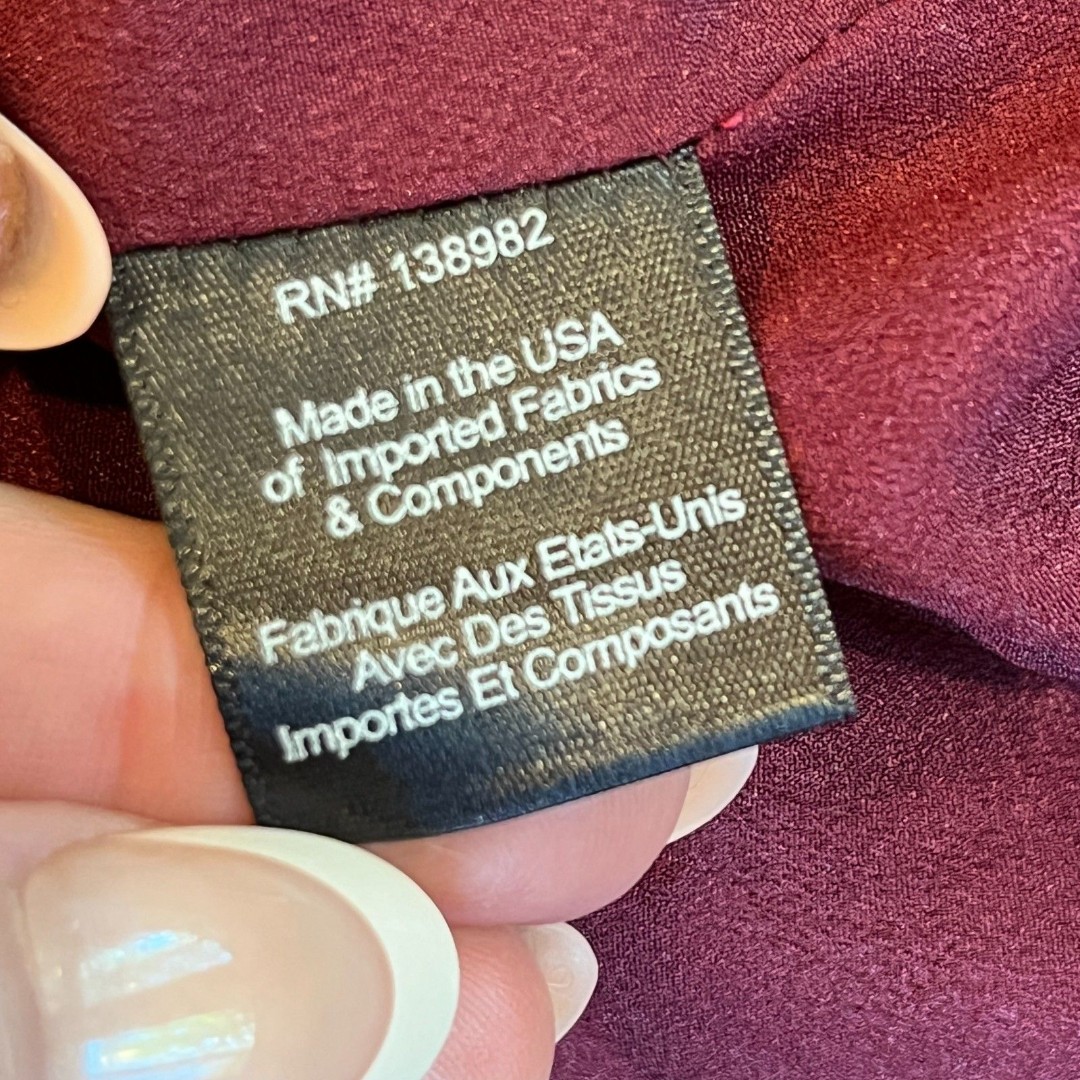 RN# 138982
Made in the USA
of Imported Fabrics
& Components
Fabrique Aux Etats-Unis
Avec Des Tissus
Importes Et Composants